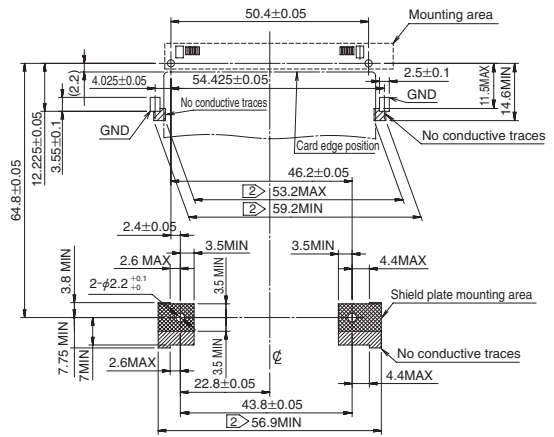 50.4±0.05
Mounting area
(2.2)
4.025±0.05
54.425±0.05
2.5±0.1
11.5MAX
14.6MIN
GND
No conductive traces
GND
No conductive traces
Card edge position
12.225±0.05
3.55±0.1
64.8±0.05
46.2±0.05
2 53.2MAX
2 59.2MIN
2.4±0.05
3.5MIN
3.5MIN
2.6 MAX
4.4MAX
3.8 MIN
2-φ2.2 +0.1 +0
3.5 MIN
Shield plate mounting area
7.75 MIN
7MIN
3.5 MIN
No conductive traces
2.6MAX
4.4MAX
22.8±0.05
43.8±0.05
2 56.9MIN